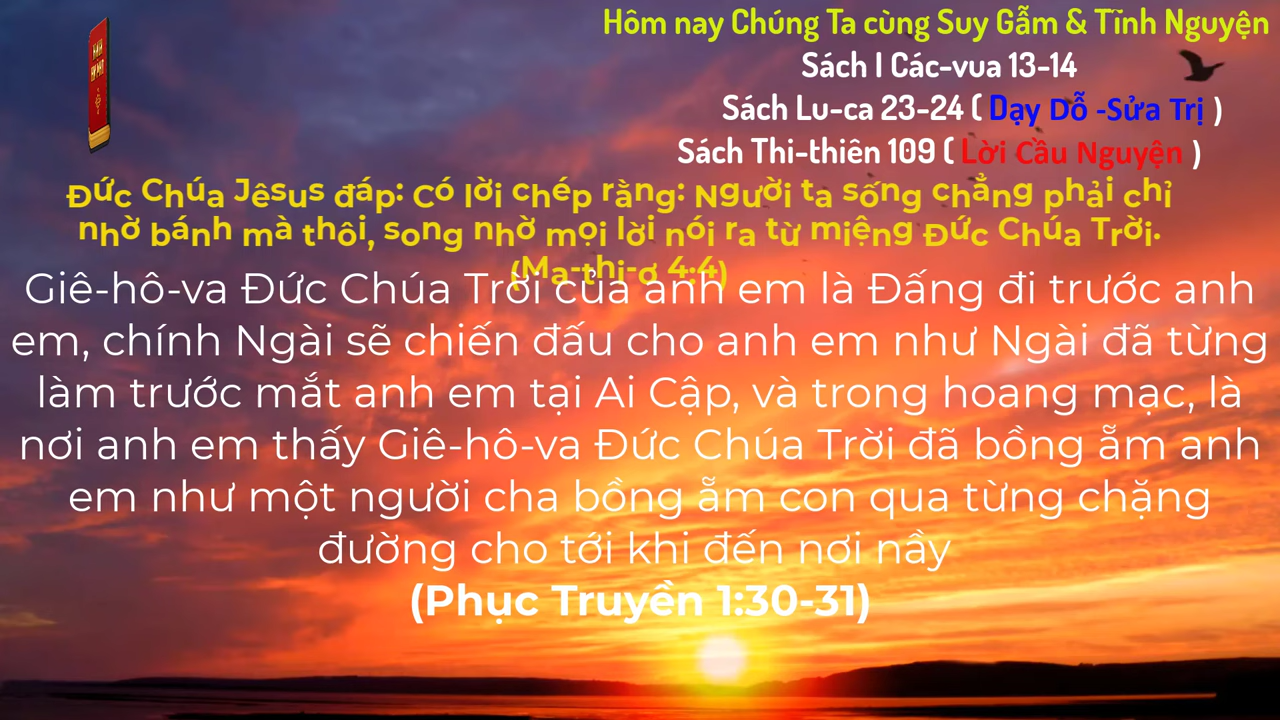 Hôm nay Chúng Ta cùng Suy Gẫm & Tĩnh Nguyện
Sách I Các-vua 13-14
Sách Lu-ca 23-24 ( Dạy Dỗ -Sửa Trị )
Sách Thi-thiên 109 ( Lời Cầu Nguyện )
Đức Chúa Jêsus đáp: Có lời chép rằng: Người ta sống chẳng phải chỉ
nhờ bánh mà thôi, song nhờ mọi lời nói ra từ miệng Đức Chúa Trời.
(Ma-thi-ơ 4:4)
Giê-hô-va Đức Chúa Trời của anh em là Đấng đi trước anh
em, chính Ngài sẽ chiến đấu cho anh em như Ngài đã từng
làm trước mắt anh em tại Ai Cập, và trong hoang mạc, là
nơi anh em thấy Giê-hô-va Đức Chúa Trời đã bồng ẵm anh
em như một người cha bồng ẵm con qua từng chặng
đường cho tới khi đến nơi nầy
(Phục Truyền 1:30-31)